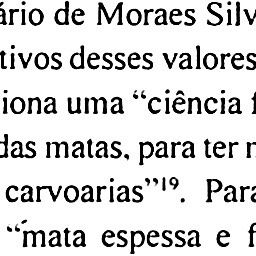 ário de Moraes Silv
tivos desses valores
iona uma “ciência f
das matas, para ter
carvoarias”¹⁹. Para
“mata espessa e f